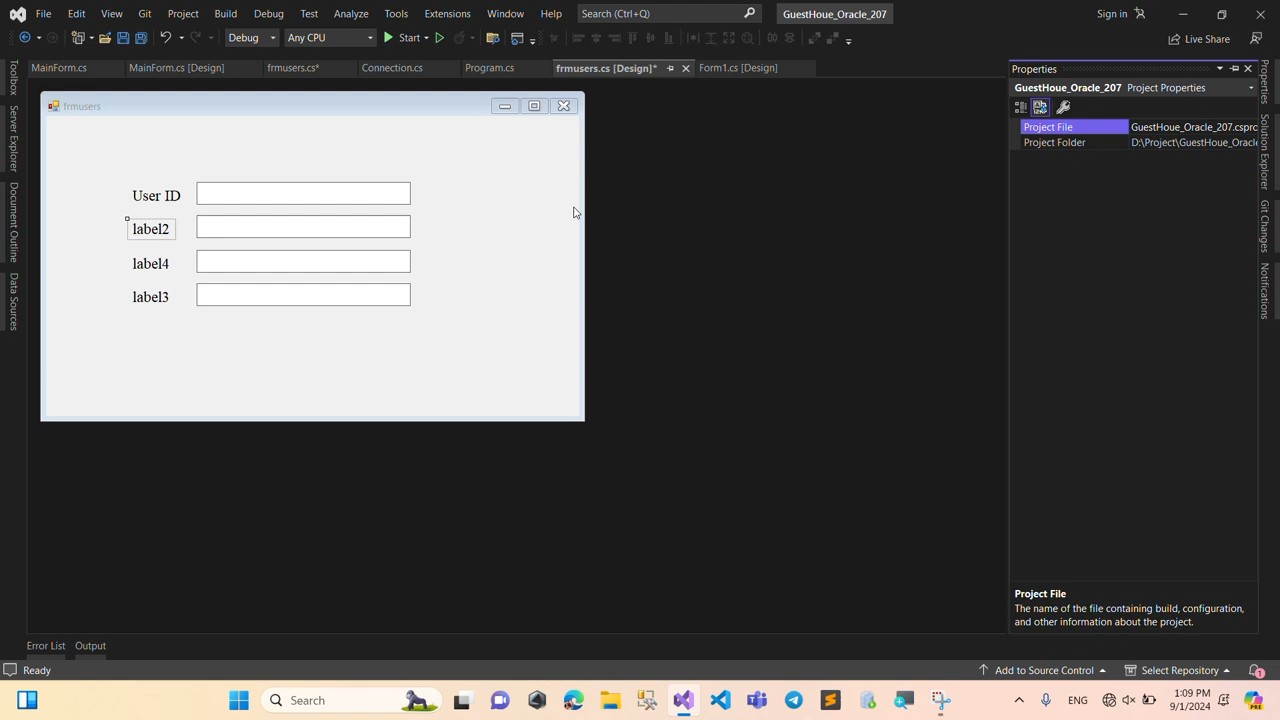 File Edit View Git Project Build Debug Test Analyze Tools Extensions Window Help Search (Ctrl+Q) GuestHoue_Oracle_207 Sign in
Debug Any CPU Start Live Share
MainForm.cs MainForm.cs [Design] frmusers.cs* Connection.cs Program.cs frmusers.cs [Design]* Form1.cs [Design]
Toolbox
Server Explorer
Document Outline
Data Sources
frmusers
User ID
label2
label4
label3
Properties
GuestHoue_Oracle_207 Project Properties
Project File GuestHoue_Oracle_207.cspro
Project Folder D:\Project\GuestHoue_Oracle
Project File
The name of the file containing build, configuration,
and other information about the project.
Properties
Solution Explorer
Git Changes
Notifications
Error List Output
Ready Add to Source Control Select Repository 1
Search ENG 1:09 PM
9/1/2024
PRE